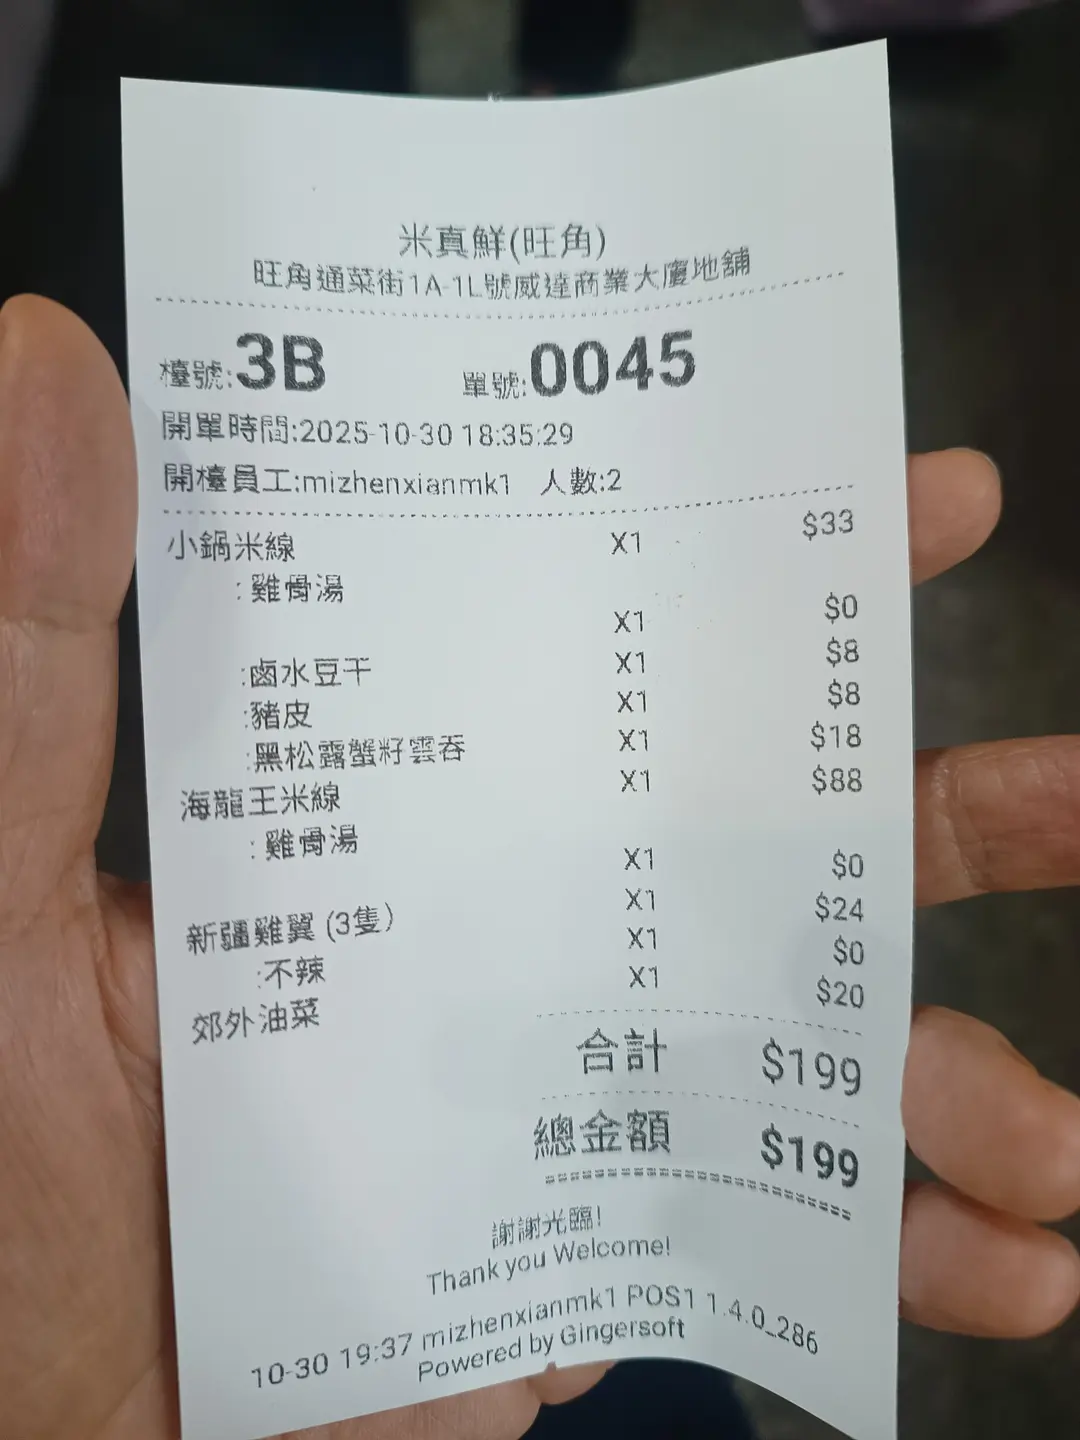 米真鮮(旺角)
旺角通菜街1A-1L號威達商業大廈地舖
檯號:3B 單號:0045
開單時間:2025-10-30 18:35:29
開檯員工:mizhenxianmk1 人數:2
小鍋米線 X1 $33
:雞骨湯
X1 $0
:鹵水豆干 X1 $8
:豬皮 X1 $8
:黑松露蟹籽雲吞 X1 $18
海龍王米線 X1 $88
:雞骨湯
X1 $0
新疆雞翼 (3隻) X1 $24
:不辣 X1 $0
郊外油菜 X1 $20
合計 $199
總金額 $199
謝謝光臨!
Thank you Welcome!
10-30 19:37 mizhenxianmk1 POS1 1.4.0_286
Powered by Gingersoft